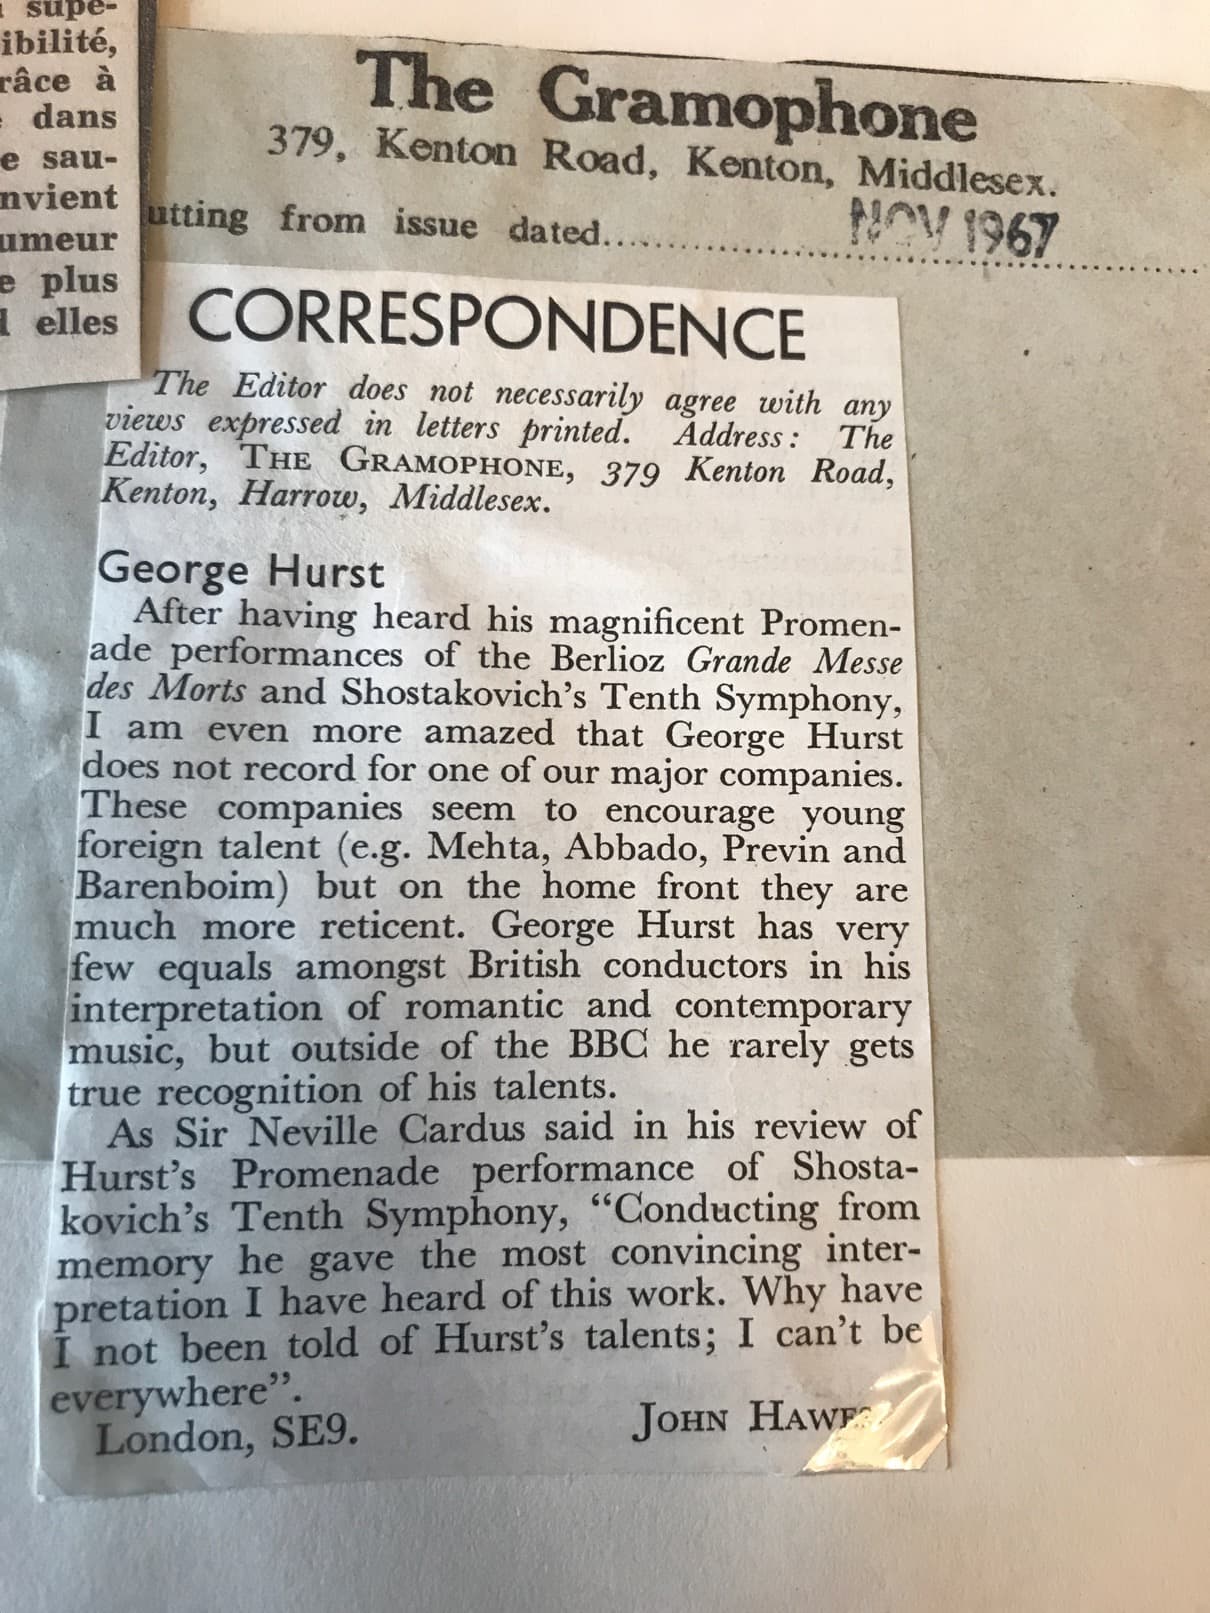 supe-
ibilité,
râce à
dans
e sau-
nvient
umeur
e plus
elles
The Gramophone
379, Kenton Road, Kenton, Middlesex.
utting from issue dated.......................... NOV 1967
CORRESPONDENCE
The Editor does not necessarily agree with any
views expressed in letters printed. Address: The
Editor, THE GRAMOPHONE, 379 Kenton Road,
Kenton, Harrow, Middlesex.
George Hurst
After having heard his magnificent Promen-
ade performances of the Berlioz Grande Messe
des Morts and Shostakovich's Tenth Symphony,
I am even more amazed that George Hurst
does not record for one of our major companies.
These companies seem to encourage young
foreign talent (e.g. Mehta, Abbado, Previn and
Barenboim) but on the home front they are
much more reticent. George Hurst has very
few equals amongst British conductors in his
interpretation of romantic and contemporary
music, but outside of the BBC he rarely gets
true recognition of his talents.
As Sir Neville Cardus said in his review of
Hurst's Promenade performance of Shosta-
kovich's Tenth Symphony, "Conducting from
memory he gave the most convincing inter-
pretation I have heard of this work. Why have
I not been told of Hurst's talents; I can't be
everywhere".
London, SE9. JOHN